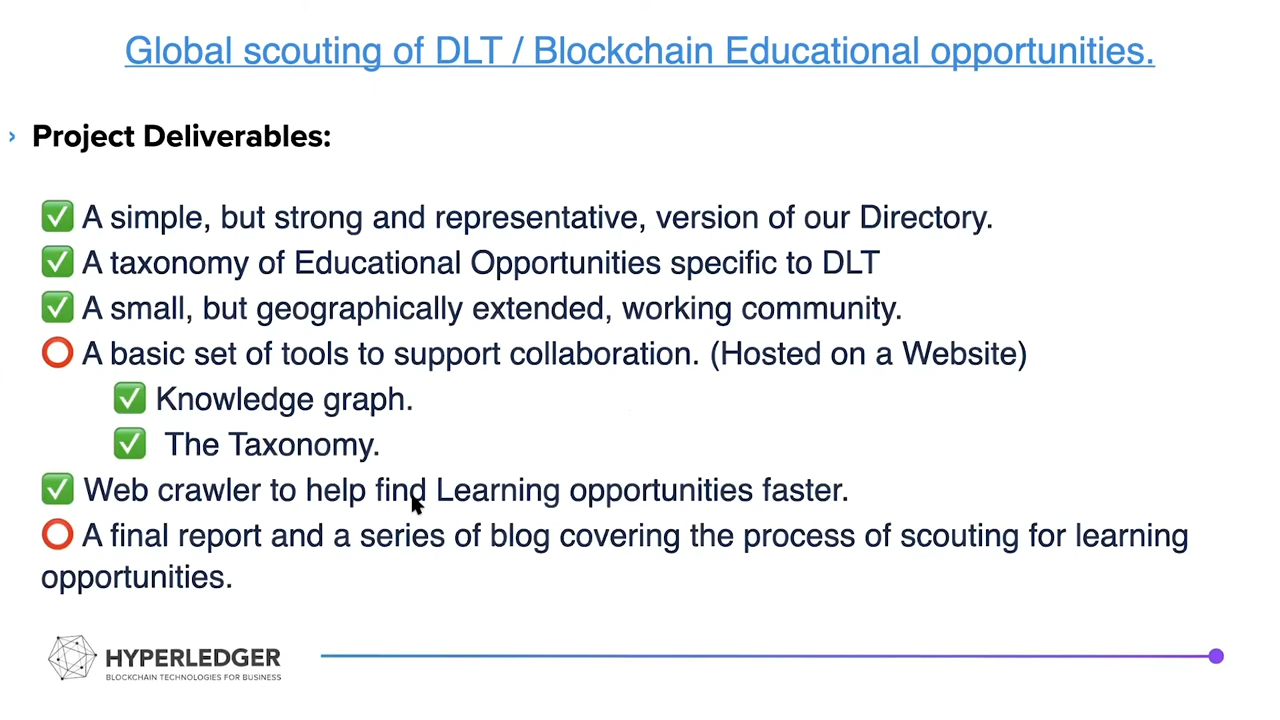 Global scouting of DLT / Blockchain Educational opportunities.
› Project Deliverables:
✅ A simple, but strong and representative, version of our Directory.
✅ A taxonomy of Educational Opportunities specific to DLT
✅ A small, but geographically extended, working community.
⭕ A basic set of tools to support collaboration. (Hosted on a Website)
✅ Knowledge graph.
✅ The Taxonomy.
✅ Web crawler to help find Learning opportunities faster.
⭕ A final report and a series of blog covering the process of scouting for learning
opportunities.
HYPERLEDGER
BLOCKCHAIN TECHNOLOGIES FOR BUSINESS